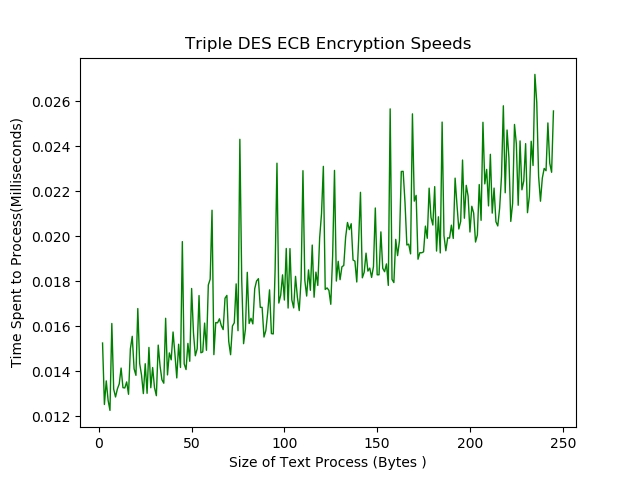 Triple DES ECB Encryption Speeds
Time Spent to Process(Milliseconds)
0.026
0.024
0.022
0.020
0.018
0.016
0.014
0.012
0 50 100 150 200 250
Size of Text Process (Bytes )